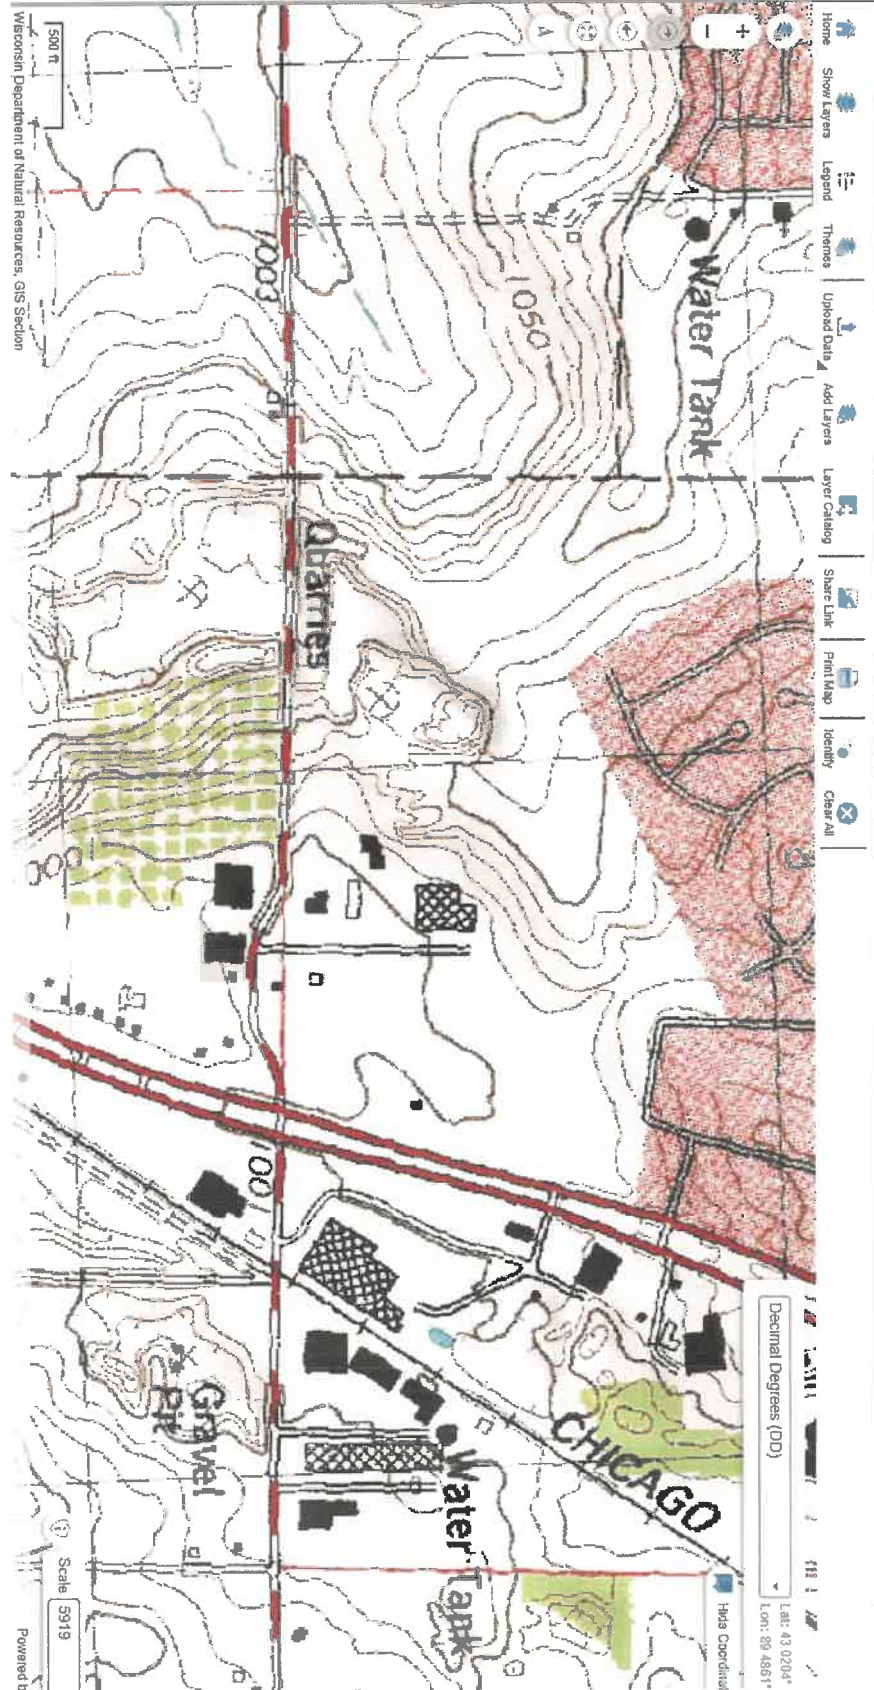 Home
Show Layers
Legend
Themes
Upload Data
Add Layers
Layer Catalog
Share Link
Print Map
Identify
Clear All
+
−
Decimal Degrees (DD)
Lat: 43.0204°
Lon: 89.4861°
Hide Coordinat
Water Tank
1050
1003
Quarries
CHICAGO
Water Tank
100
Gravel
Pit
500 ft
Scale 5919
Wisconsin Department of Natural Resources, GIS Section
Powered b